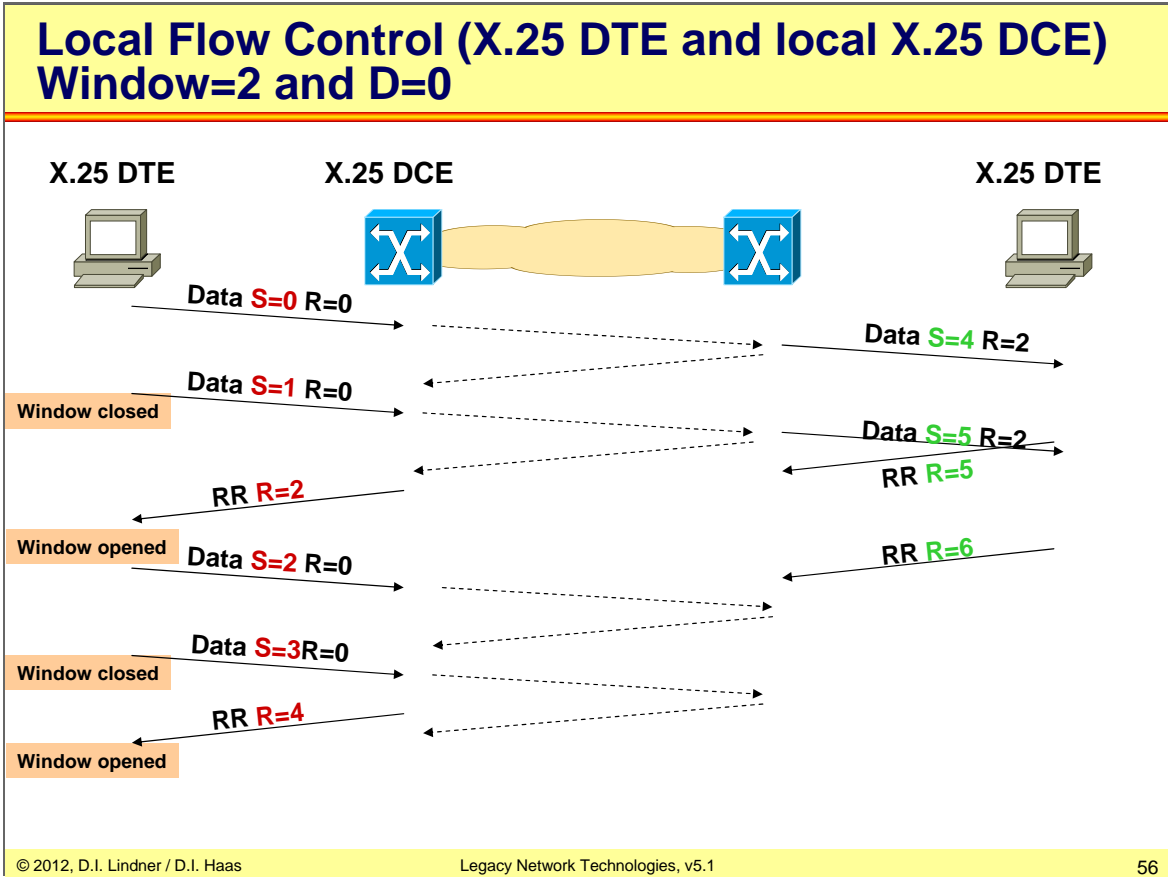 Local Flow Control (X.25 DTE and local X.25 DCE)
Window=2 and D=0
X.25 DTE
X.25 DCE
X.25 DTE
Data S=0 R=0
Data S=4 R=2
Data S=1 R=0
Window closed
Data S=5 R=2
RR R=5
RR R=2
Window opened
Data S=2 R=0
RR R=6
Data S=3R=0
Window closed
RR R=4
Window opened
© 2012, D.I. Lindner / D.I. Haas
Legacy Network Technologies, v5.1
56